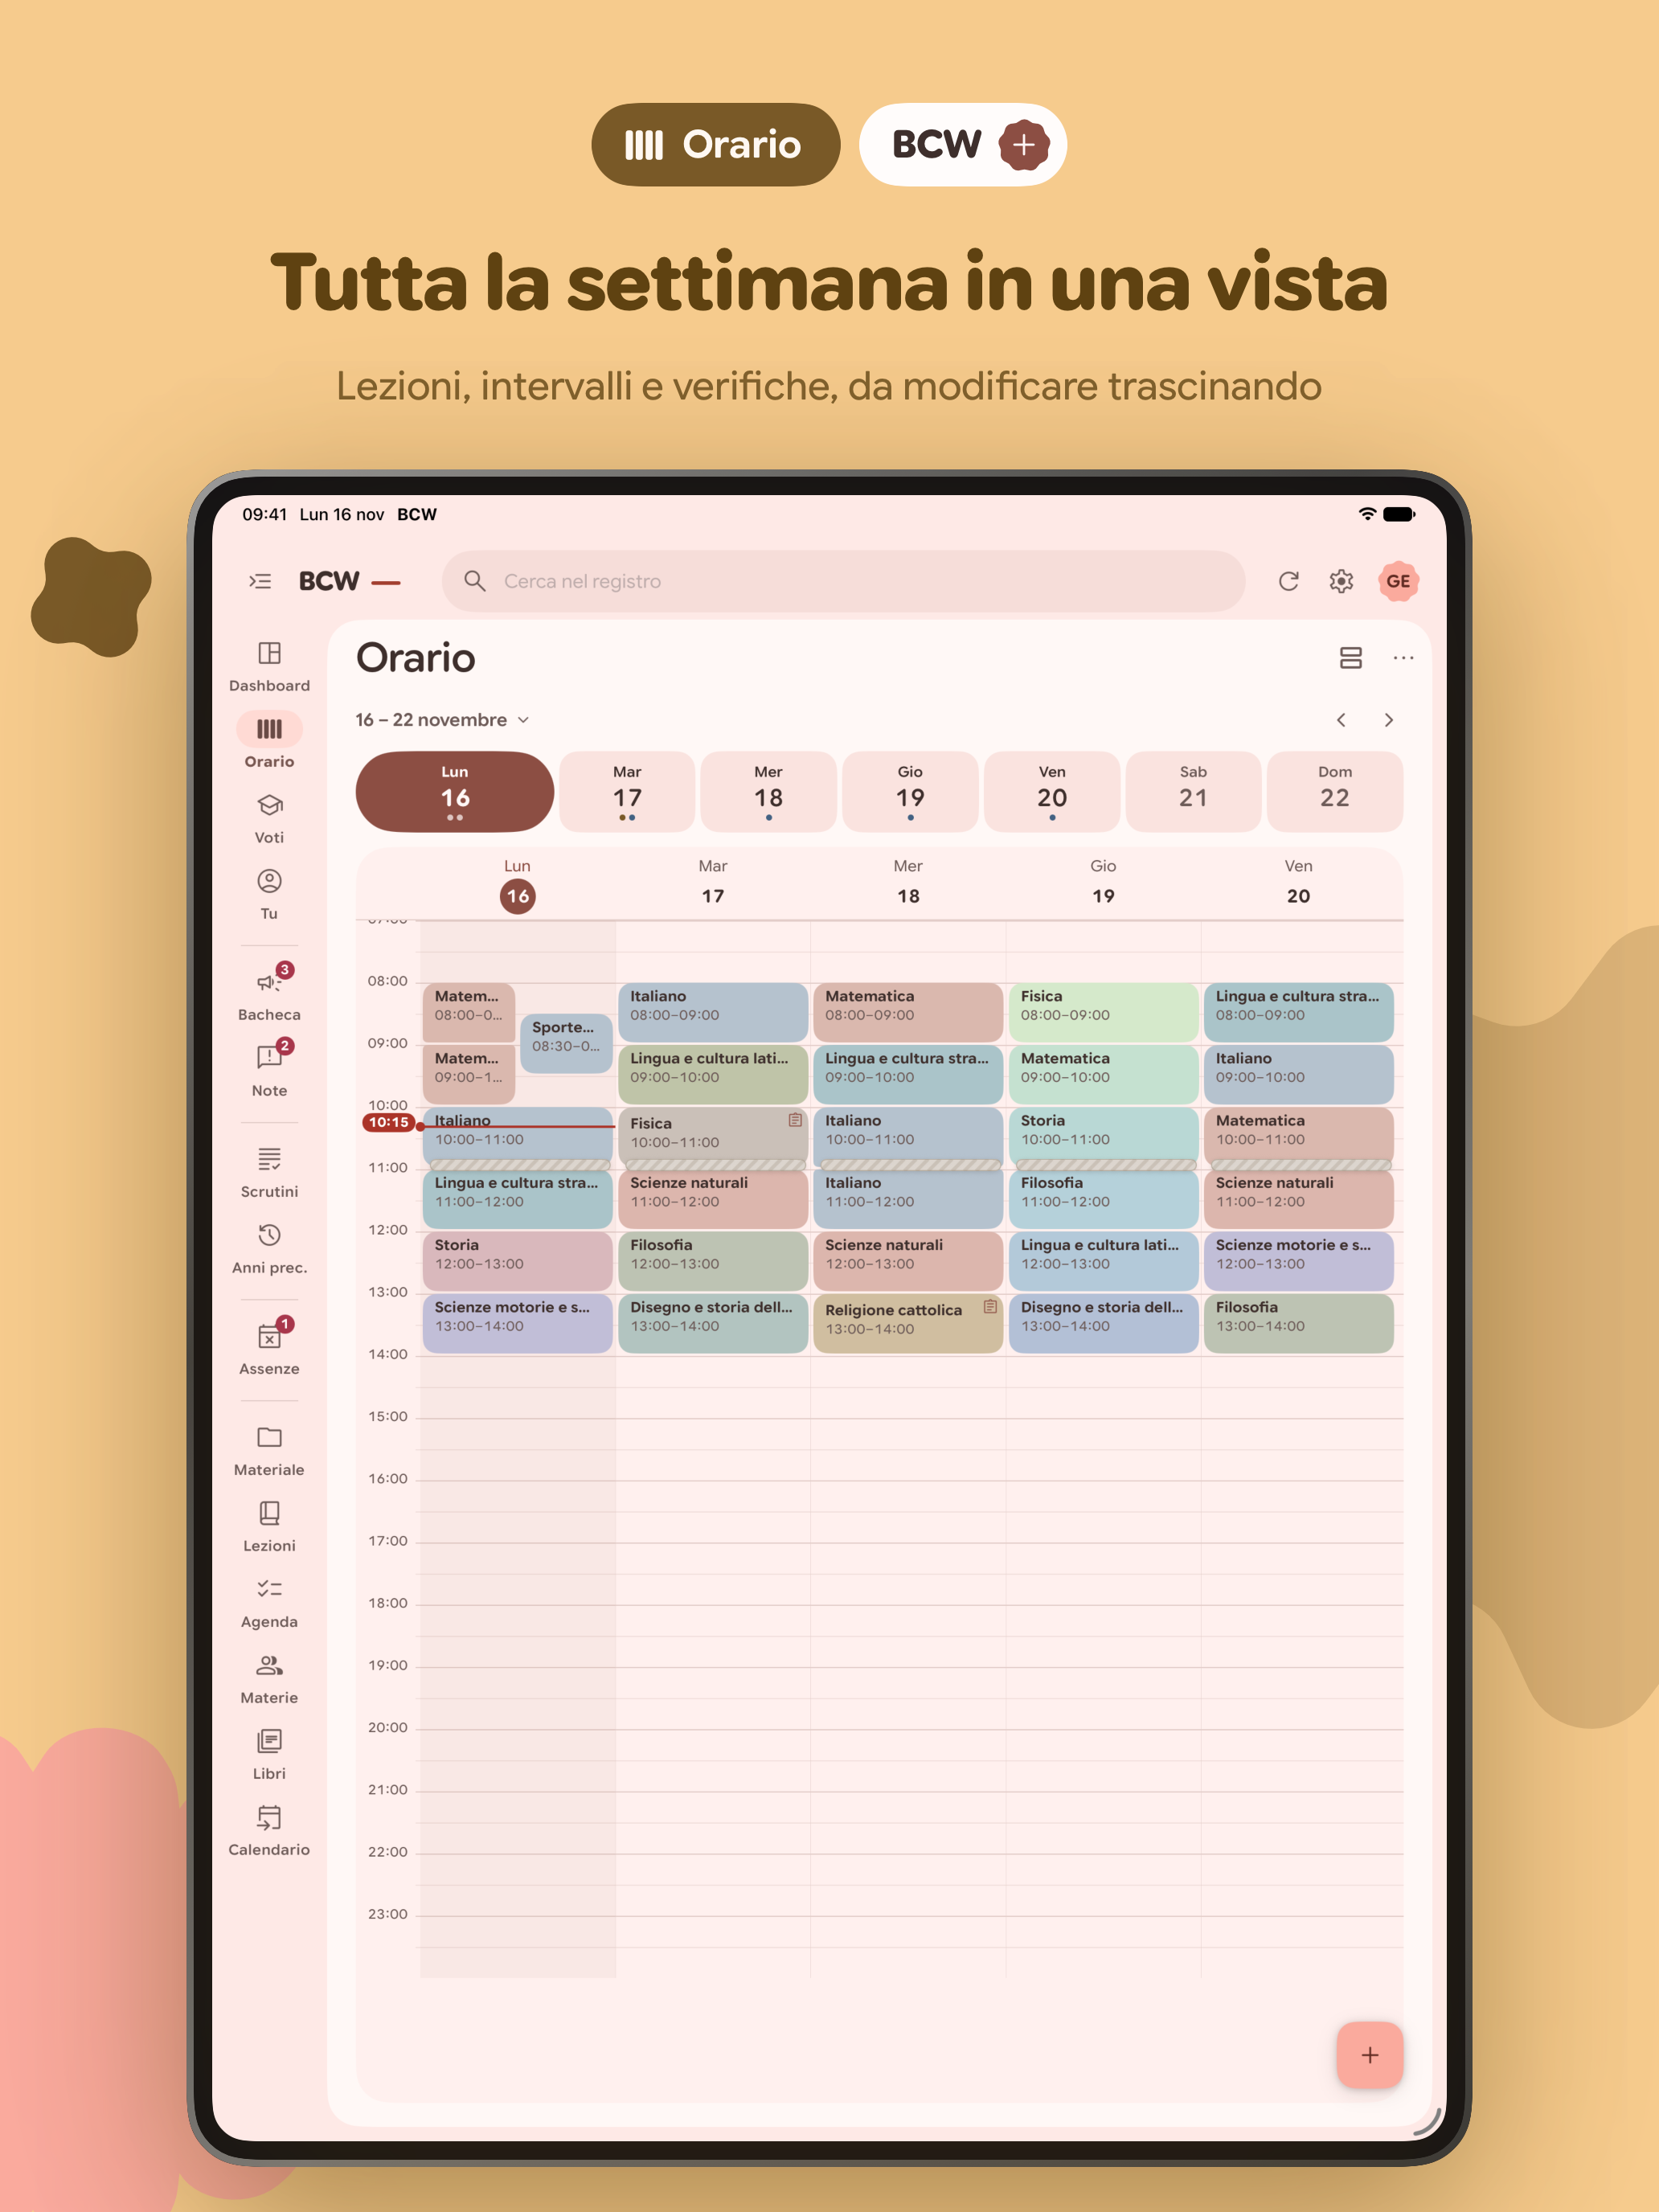 Orario
BCW
Tutta la settimana in una vista
Lezioni, intervalli e verifiche, da modificare trascinando
09:41 Lun 16 nov BCW
BCW
Cerca nel registro
GE
Dashboard
Orario
Voti
Tu
3
Bacheca
2
Note
Scrutini
Anni prec.
1
Assenze
Materiale
Lezioni
Agenda
Materie
Libri
Calendario
Orario
16 – 22 novembre
Lun Mar Mer Gio Ven Sab Dom
16 17 18 19 20 21 22
Lun Mar Mer Gio Ven
16 17 18 19 20
08:00
Matem... Italiano Matematica Fisica Lingua e cultura stra...
08:00–0... 08:00–09:00 08:00–09:00 08:00–09:00 08:00–09:00
Sporte...
08:30–0...
09:00
Matem... Lingua e cultura lati... Lingua e cultura stra... Matematica Italiano
09:00–1... 09:00–10:00 09:00–10:00 09:00–10:00 09:00–10:00
10:00
10:15
Italiano Fisica Italiano Storia Matematica
10:00–11:00 10:00–11:00 10:00–11:00 10:00–11:00 10:00–11:00
11:00
Lingua e cultura stra... Scienze naturali Italiano Filosofia Scienze naturali
11:00–12:00 11:00–12:00 11:00–12:00 11:00–12:00 11:00–12:00
12:00
Storia Filosofia Scienze naturali Lingua e cultura lati... Scienze motorie e s...
12:00–13:00 12:00–13:00 12:00–13:00 12:00–13:00 12:00–13:00
13:00
Scienze motorie e s... Disegno e storia dell... Religione cattolica Disegno e storia dell... Filosofia
13:00–14:00 13:00–14:00 13:00–14:00 13:00–14:00 13:00–14:00
14:00
15:00
16:00
17:00
18:00
19:00
20:00
21:00
22:00
23:00